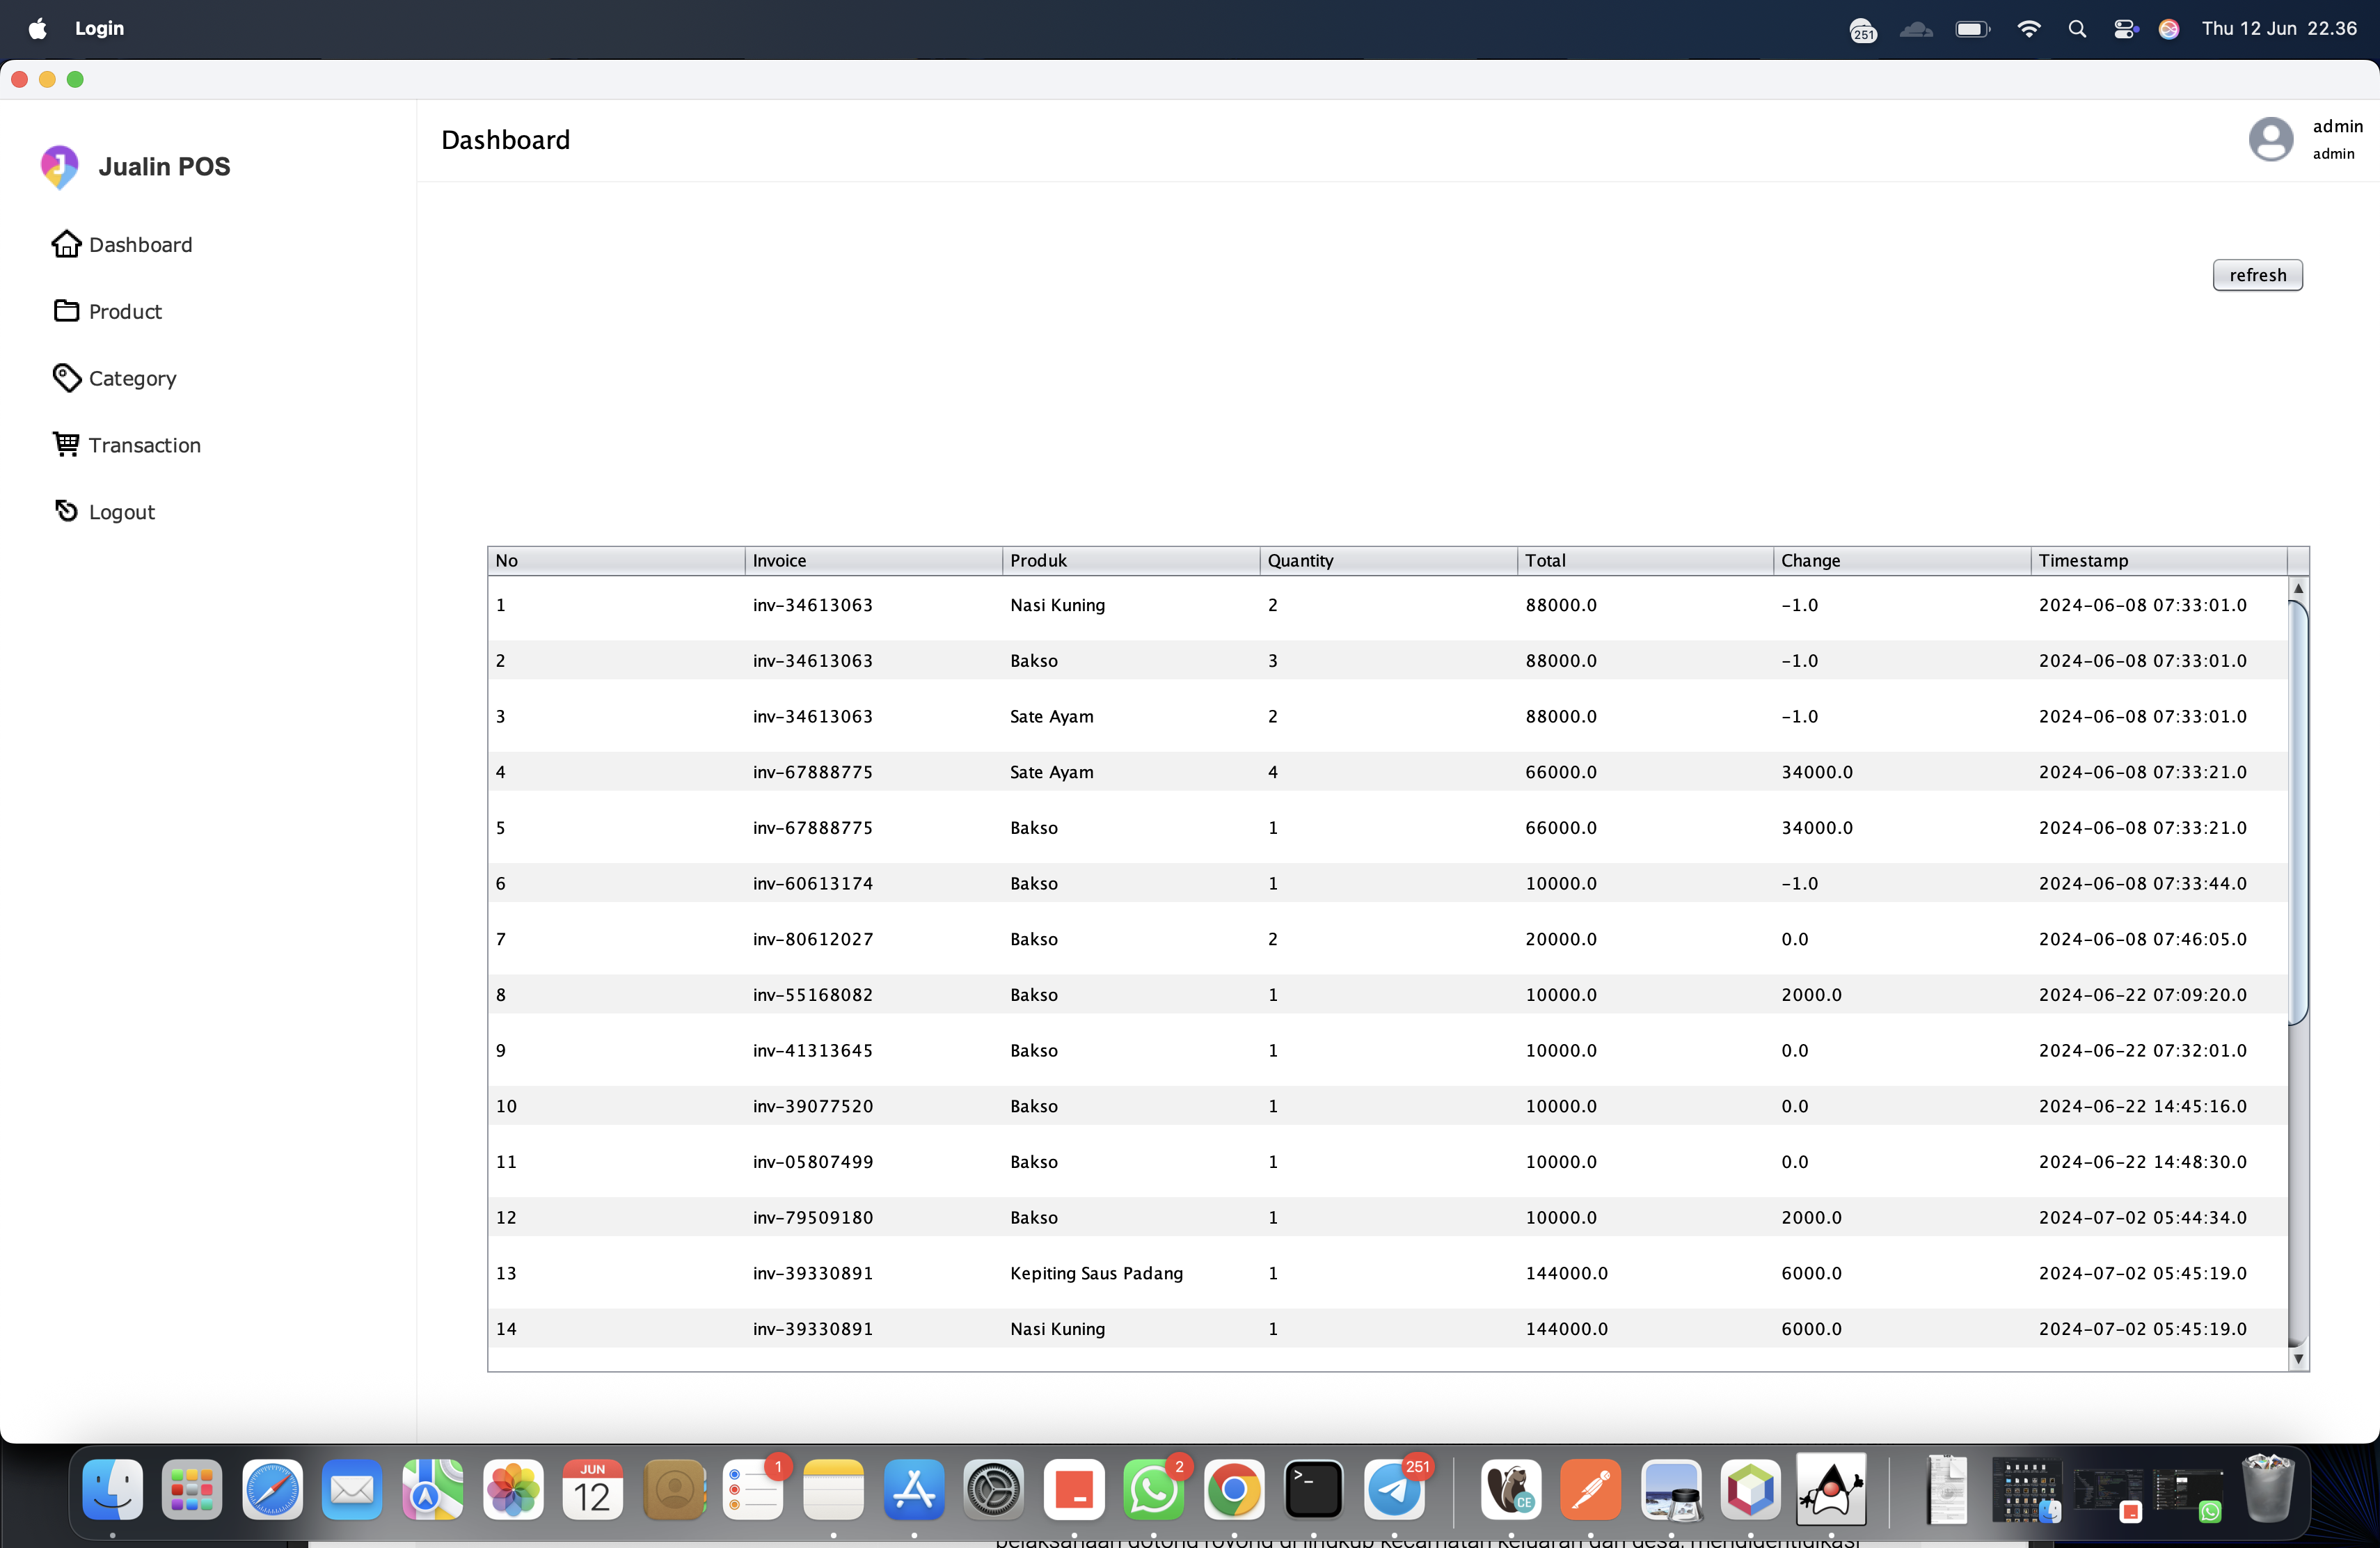 Login
251
Thu 12 Jun 22.36
Jualin POS
Dashboard
Product
Category
Transaction
Logout
Dashboard
admin
admin
refresh
No Invoice Produk Quantity Total Change Timestamp
1 inv-34613063 Nasi Kuning 2 88000.0 -1.0 2024-06-08 07:33:01.0
2 inv-34613063 Bakso 3 88000.0 -1.0 2024-06-08 07:33:01.0
3 inv-34613063 Sate Ayam 2 88000.0 -1.0 2024-06-08 07:33:01.0
4 inv-67888775 Sate Ayam 4 66000.0 34000.0 2024-06-08 07:33:21.0
5 inv-67888775 Bakso 1 66000.0 34000.0 2024-06-08 07:33:21.0
6 inv-60613174 Bakso 1 10000.0 -1.0 2024-06-08 07:33:44.0
7 inv-80612027 Bakso 2 20000.0 0.0 2024-06-08 07:46:05.0
8 inv-55168082 Bakso 1 10000.0 2000.0 2024-06-22 07:09:20.0
9 inv-41313645 Bakso 1 10000.0 0.0 2024-06-22 07:32:01.0
10 inv-39077520 Bakso 1 10000.0 0.0 2024-06-22 14:45:16.0
11 inv-05807499 Bakso 1 10000.0 0.0 2024-06-22 14:48:30.0
12 inv-79509180 Bakso 1 10000.0 2000.0 2024-07-02 05:44:34.0
13 inv-39330891 Kepiting Saus Padang 1 144000.0 6000.0 2024-07-02 05:45:19.0
14 inv-39330891 Nasi Kuning 1 144000.0 6000.0 2024-07-02 05:45:19.0
JUN
12
1
2
251
CE
pelaksanaan gotong royong di lingkup kecamatan keluaran dan desa, mengidentidikasi